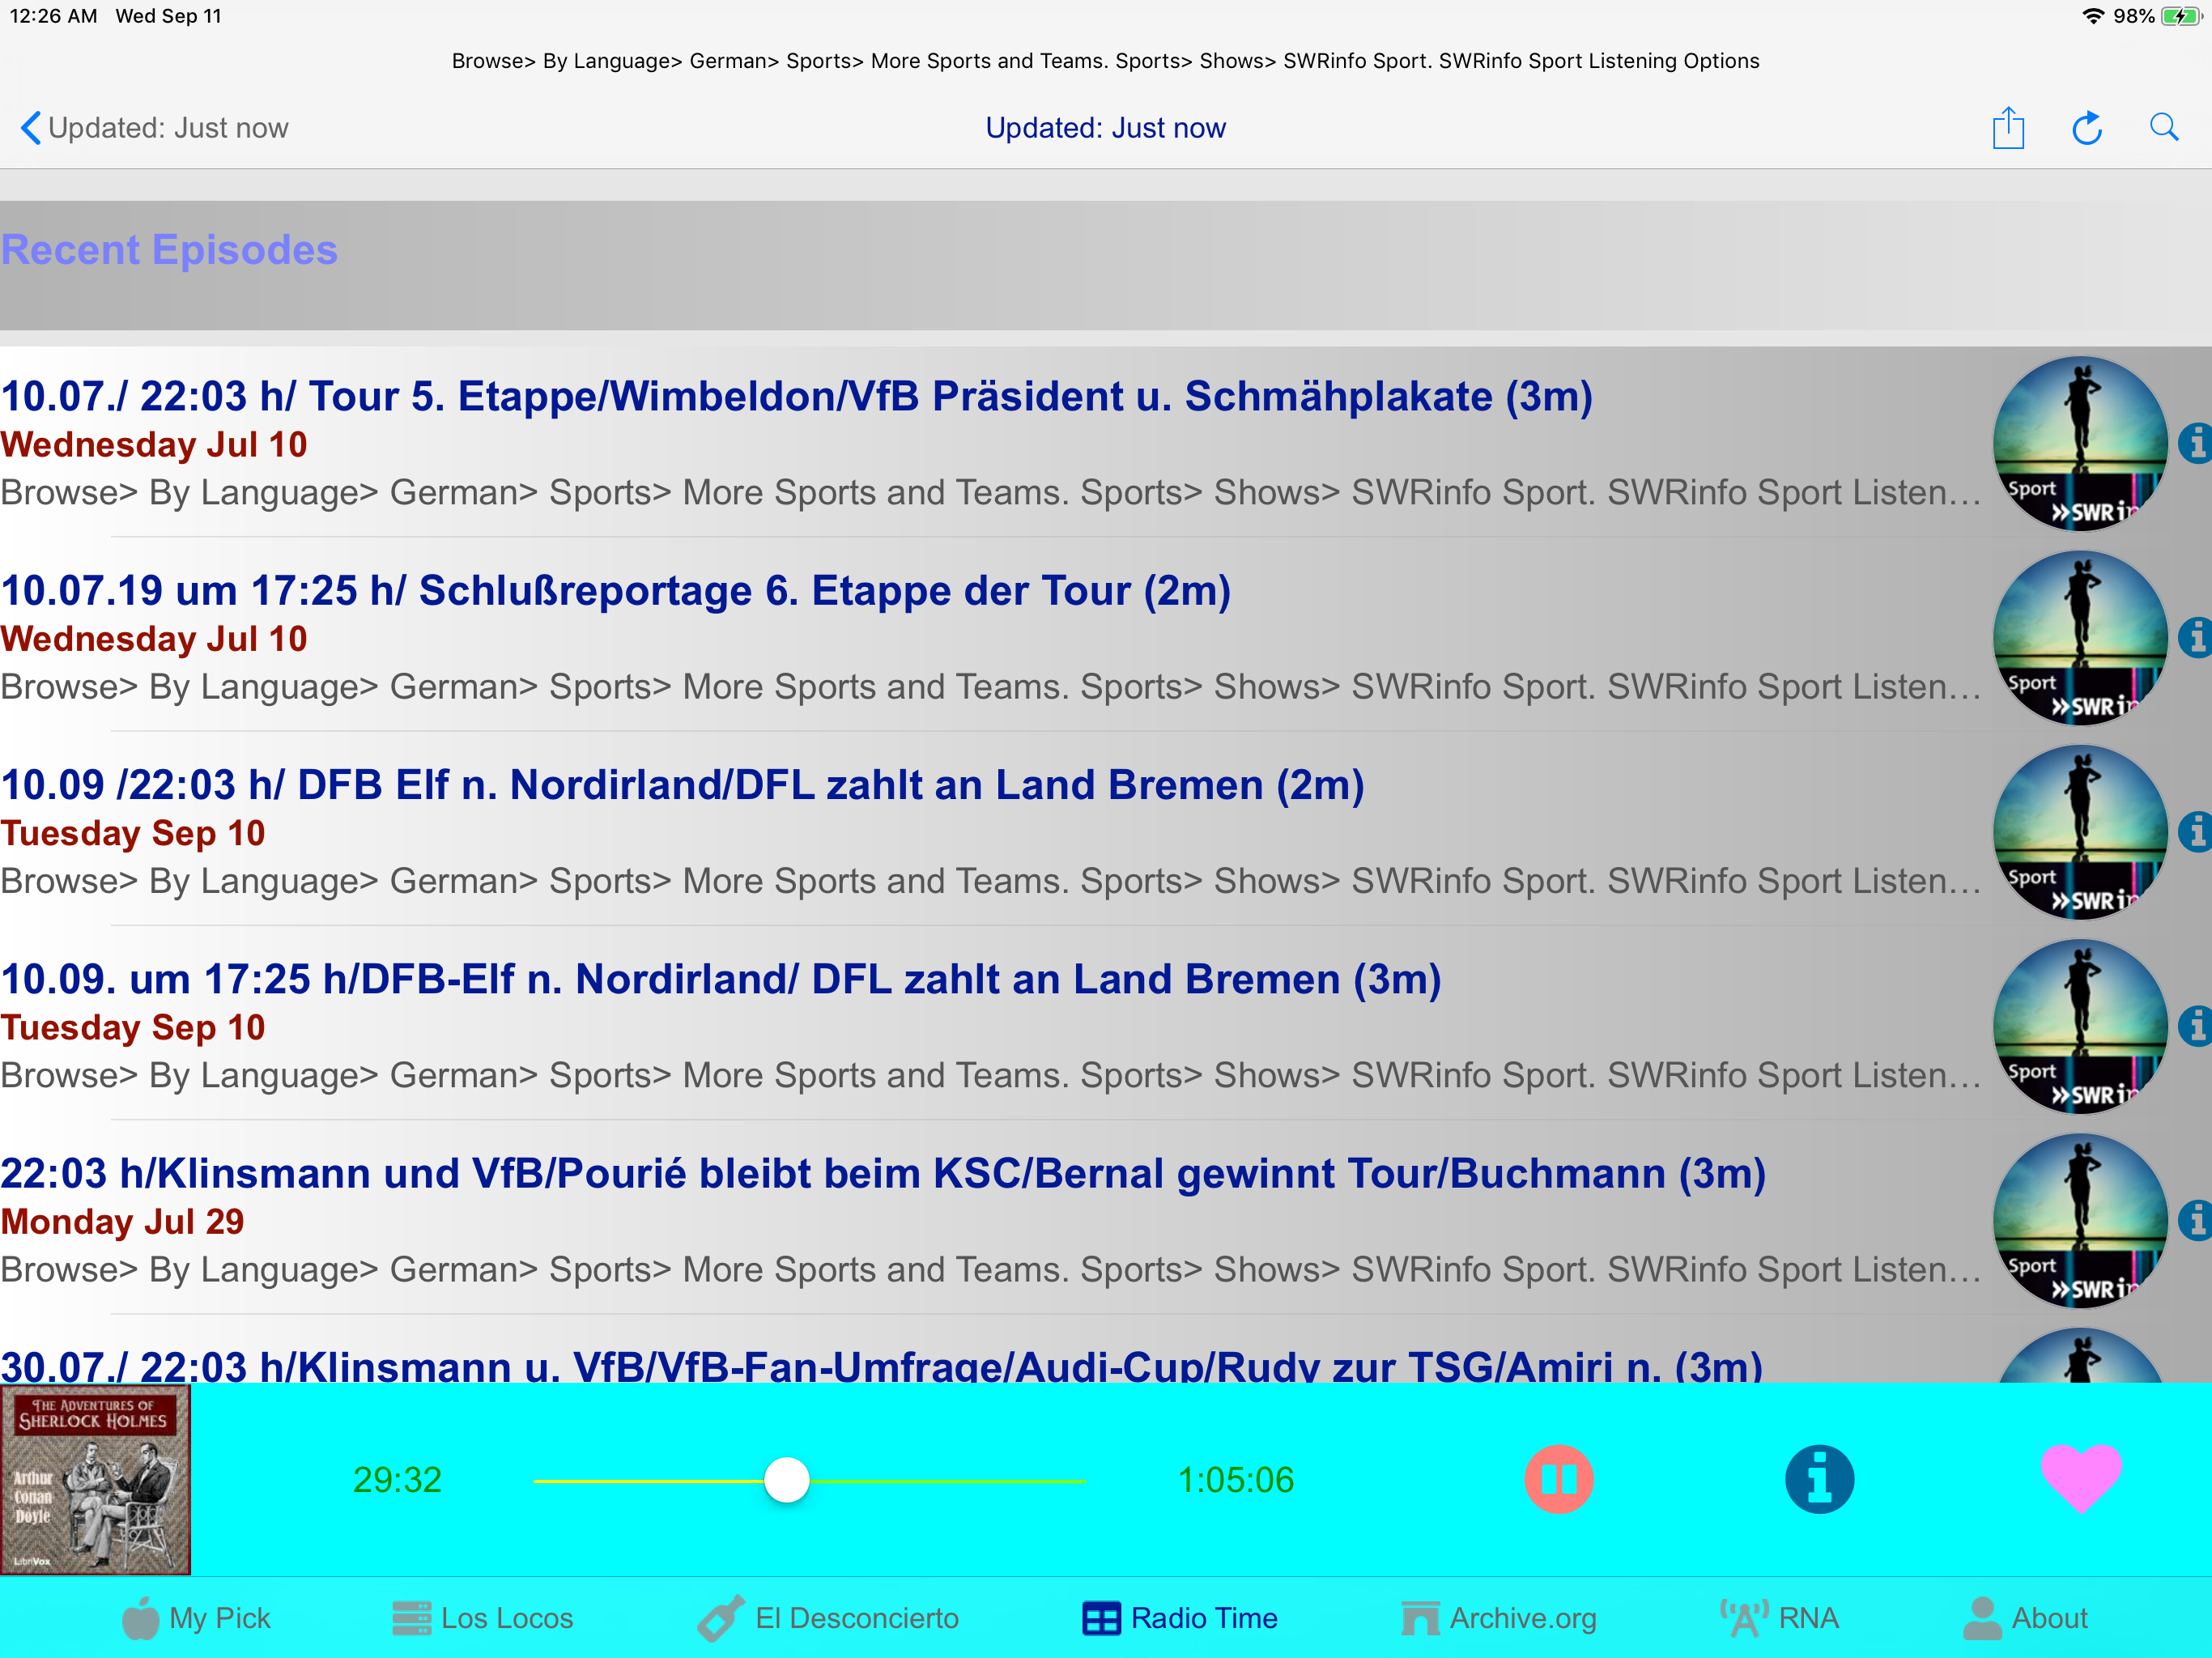 12:26 AM Wed Sep 11 98%
Browse> By Language> German> Sports> More Sports and Teams. Sports> Shows> SWRinfo Sport. SWRinfo Sport Listening Options
Updated: Just now Updated: Just now
Recent Episodes
10.07./ 22:03 h/ Tour 5. Etappe/Wimbeldon/VfB Präsident u. Schmähplakate (3m)
Wednesday Jul 10
Browse> By Language> German> Sports> More Sports and Teams. Sports> Shows> SWRinfo Sport. SWRinfo Sport Listen...
Sport
»SWRin
10.07.19 um 17:25 h/ Schlußreportage 6. Etappe der Tour (2m)
Wednesday Jul 10
Browse> By Language> German> Sports> More Sports and Teams. Sports> Shows> SWRinfo Sport. SWRinfo Sport Listen...
Sport
»SWRin
10.09 /22:03 h/ DFB Elf n. Nordirland/DFL zahlt an Land Bremen (2m)
Tuesday Sep 10
Browse> By Language> German> Sports> More Sports and Teams. Sports> Shows> SWRinfo Sport. SWRinfo Sport Listen...
Sport
»SWRin
10.09. um 17:25 h/DFB-Elf n. Nordirland/ DFL zahlt an Land Bremen (3m)
Tuesday Sep 10
Browse> By Language> German> Sports> More Sports and Teams. Sports> Shows> SWRinfo Sport. SWRinfo Sport Listen...
Sport
»SWRin
22:03 h/Klinsmann und VfB/Pourié bleibt beim KSC/Bernal gewinnt Tour/Buchmann (3m)
Monday Jul 29
Browse> By Language> German> Sports> More Sports and Teams. Sports> Shows> SWRinfo Sport. SWRinfo Sport Listen...
Sport
»SWRin
30.07./ 22:03 h/Klinsmann u. VfB/VfB-Fan-Umfrage/Audi-Cup/Rudy zur TSG/Amiri n. (3m)
THE ADVENTURES OF
SHERLOCK HOLMES
Arthur
Conan
Doyle
LibriVox
29:32 1:05:06
My Pick Los Locos El Desconcierto Radio Time Archive.org RNA About